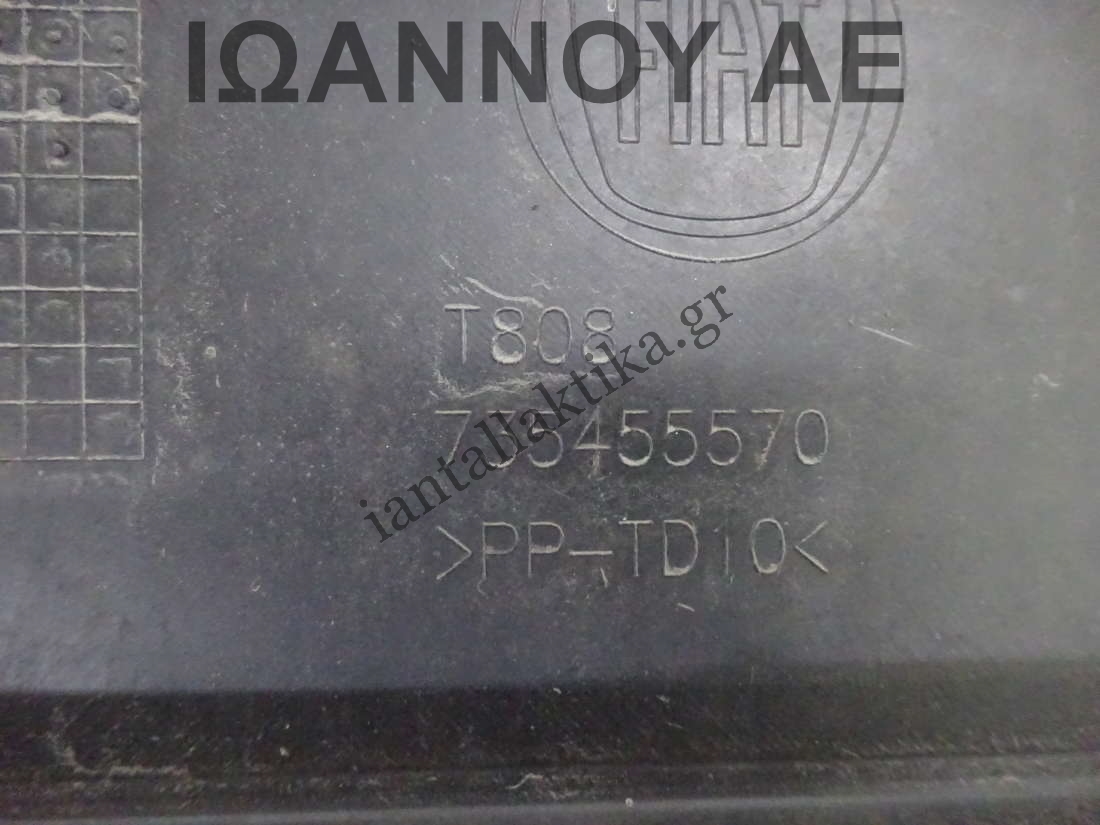 ΙΩΑΝΝΟΥ ΑΕ
FIAT
T808
735455570
iantallaktika.gr
>PP-TD10<